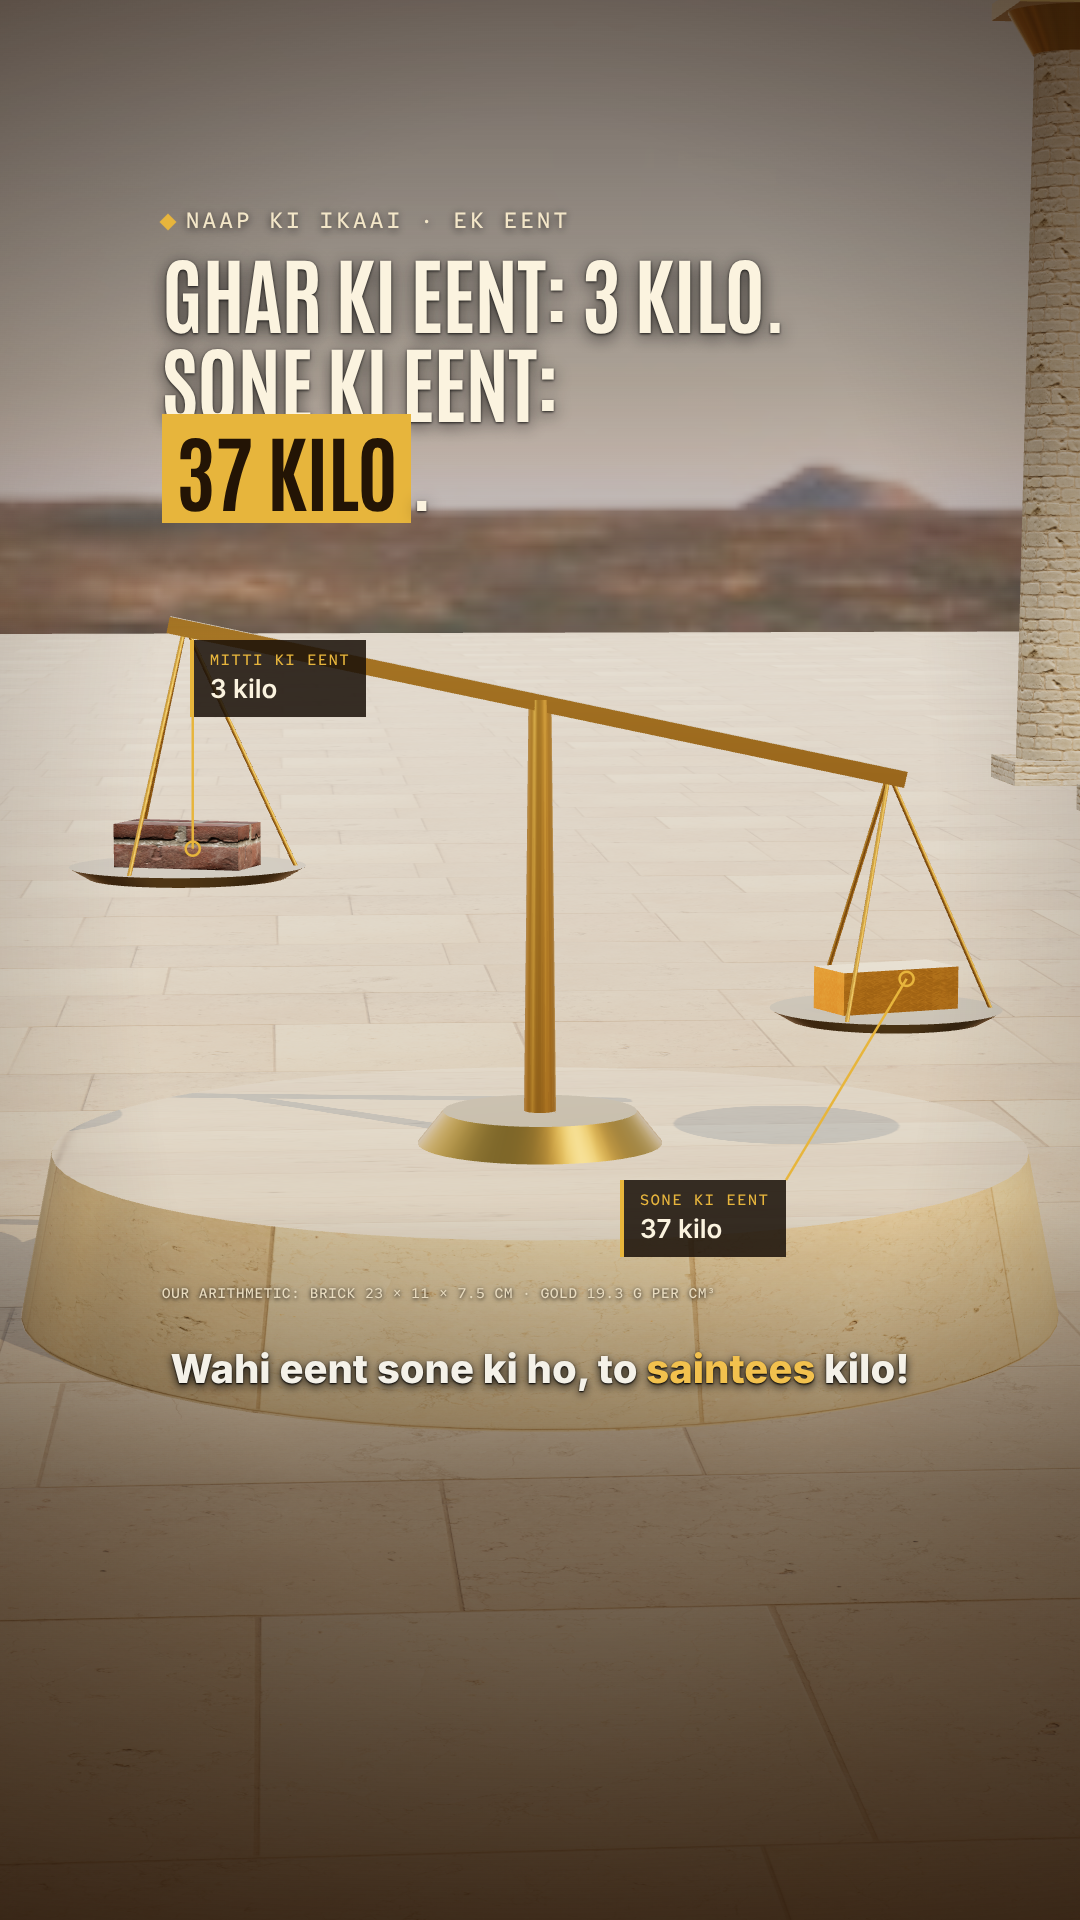 NAAP KI IKAAI · EK EENT
GHAR KI EENT: 3 KILO.
SONE KI EENT:
37 KILO.
MITTI KI EENT
3 kilo
SONE KI EENT
37 kilo
OUR ARITHMETIC: BRICK 23 × 11 × 7.5 CM · GOLD 19.3 G PER CM³
Wahi eent sone ki ho, to saintees kilo!